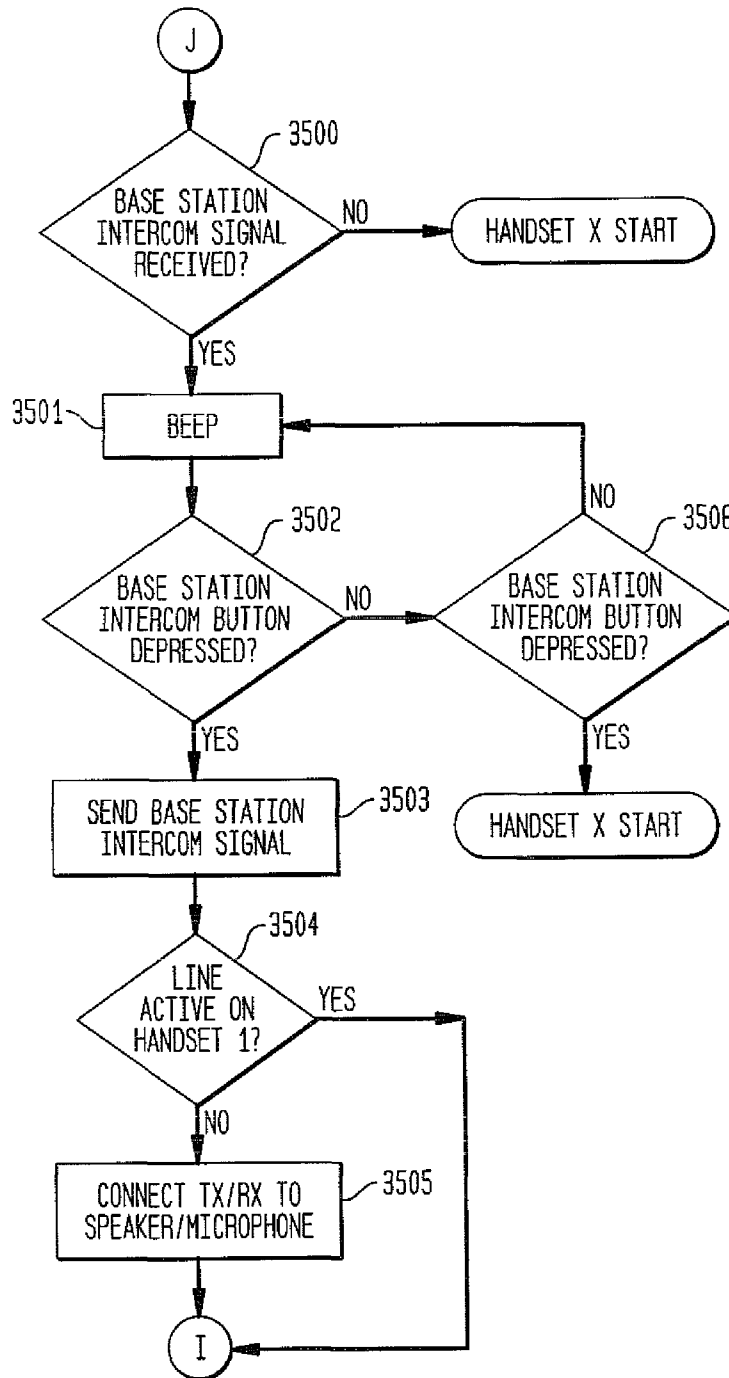 J
3500
BASE STATION
INTERCOM SIGNAL
RECEIVED?
NO
HANDSET X START
YES
3501
BEEP
3502
BASE STATION
INTERCOM BUTTON
DEPRESSED?
NO
NO
3506
BASE STATION
INTERCOM BUTTON
DEPRESSED?
YES
YES
SEND BASE STATION
INTERCOM SIGNAL
3503
HANDSET X START
3504
LINE
ACTIVE ON
HANDSET 1?
YES
NO
CONNECT TX/RX TO
SPEAKER/MICROPHONE
3505
I